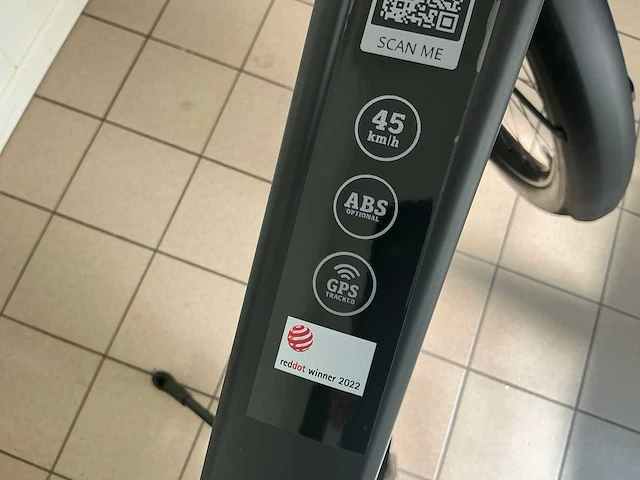 SCAN ME
45
km/h
ABS
OPTIONAL
GPS
TRACKED
reddot winner 2022